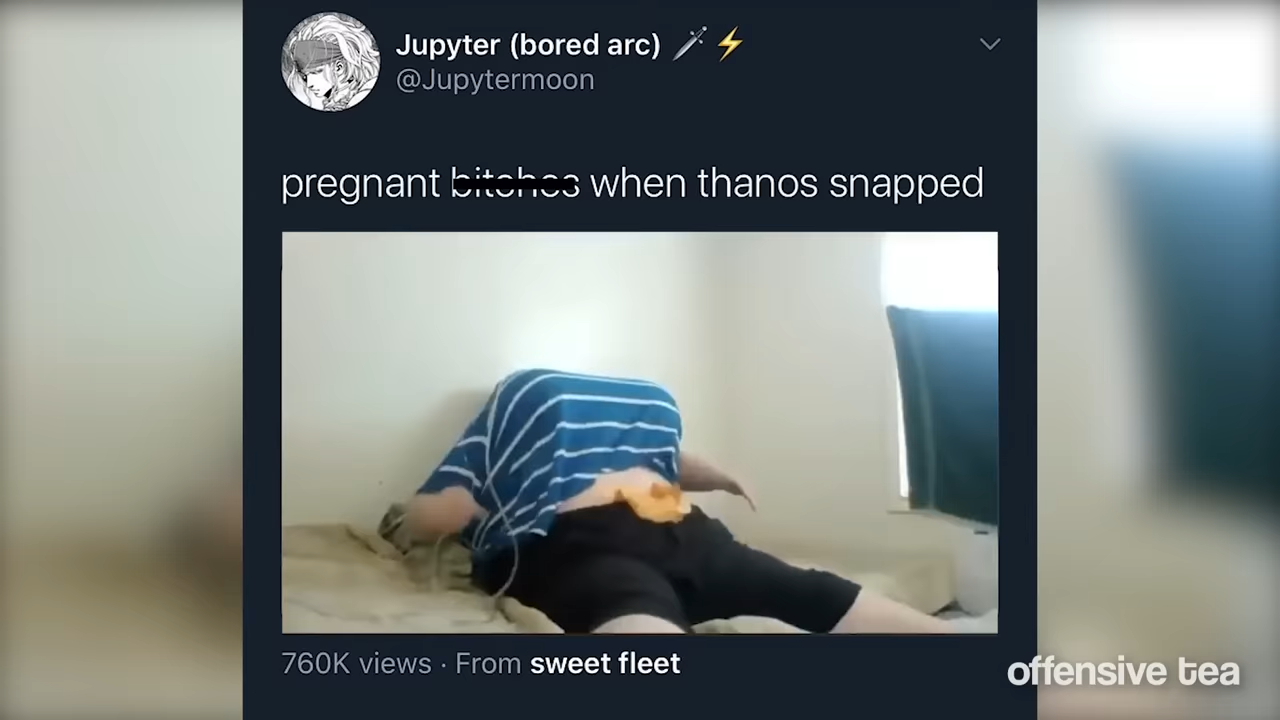 Jupyter (bored arc) 🗡️⚡
@Jupytermoon
pregnant bitches when thanos snapped
760K views · From sweet fleet
offensive tea